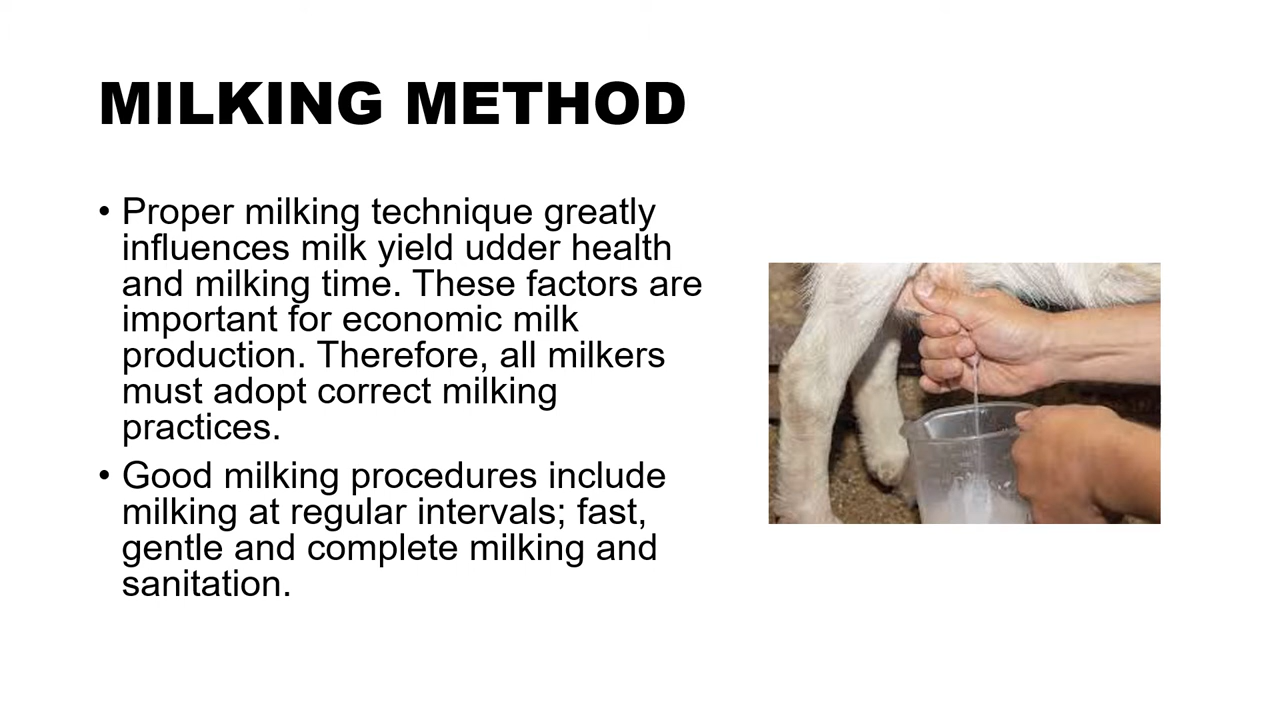 MILKING METHOD
• Proper milking technique greatly
influences milk yield udder health
and milking time. These factors are
important for economic milk
production. Therefore, all milkers
must adopt correct milking
practices.
• Good milking procedures include
milking at regular intervals; fast,
gentle and complete milking and
sanitation.